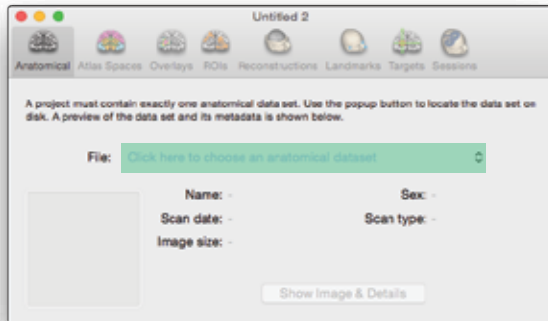 Untitled 2
Anatomical Atlas Spaces Overlays ROIs Reconstructions Landmarks Targets Sessions
A project must contain exactly one anatomical data set. Use the popup button to locate the data set on
disk. A preview of the data set and its metadata is shown below.
File: Click here to choose an anatomical dataset
Name: - Sex: -
Scan date: - Scan type: -
Image size: -
Show Image & Details